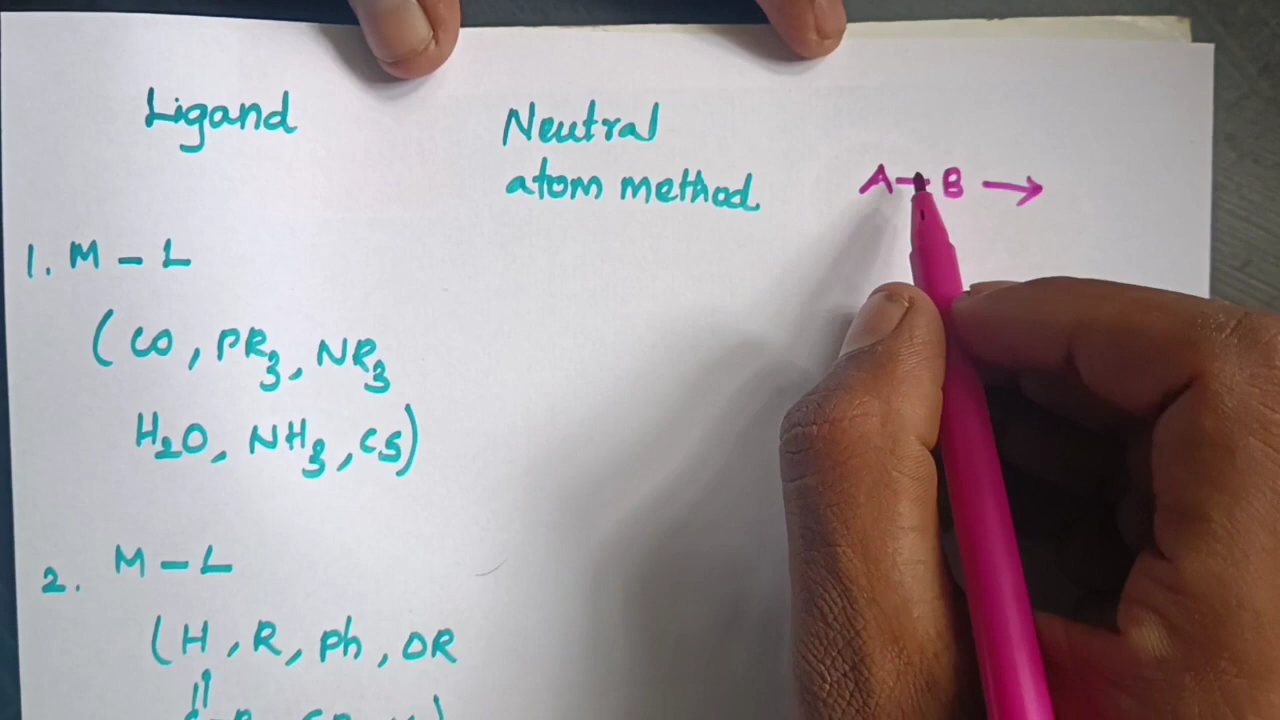 Ligand
Neutral
atom method
A – B →
1. M – L
(CO, PR3, NR3
H2O, NH3, CS)
2. M – L
(H, R, Ph, OR